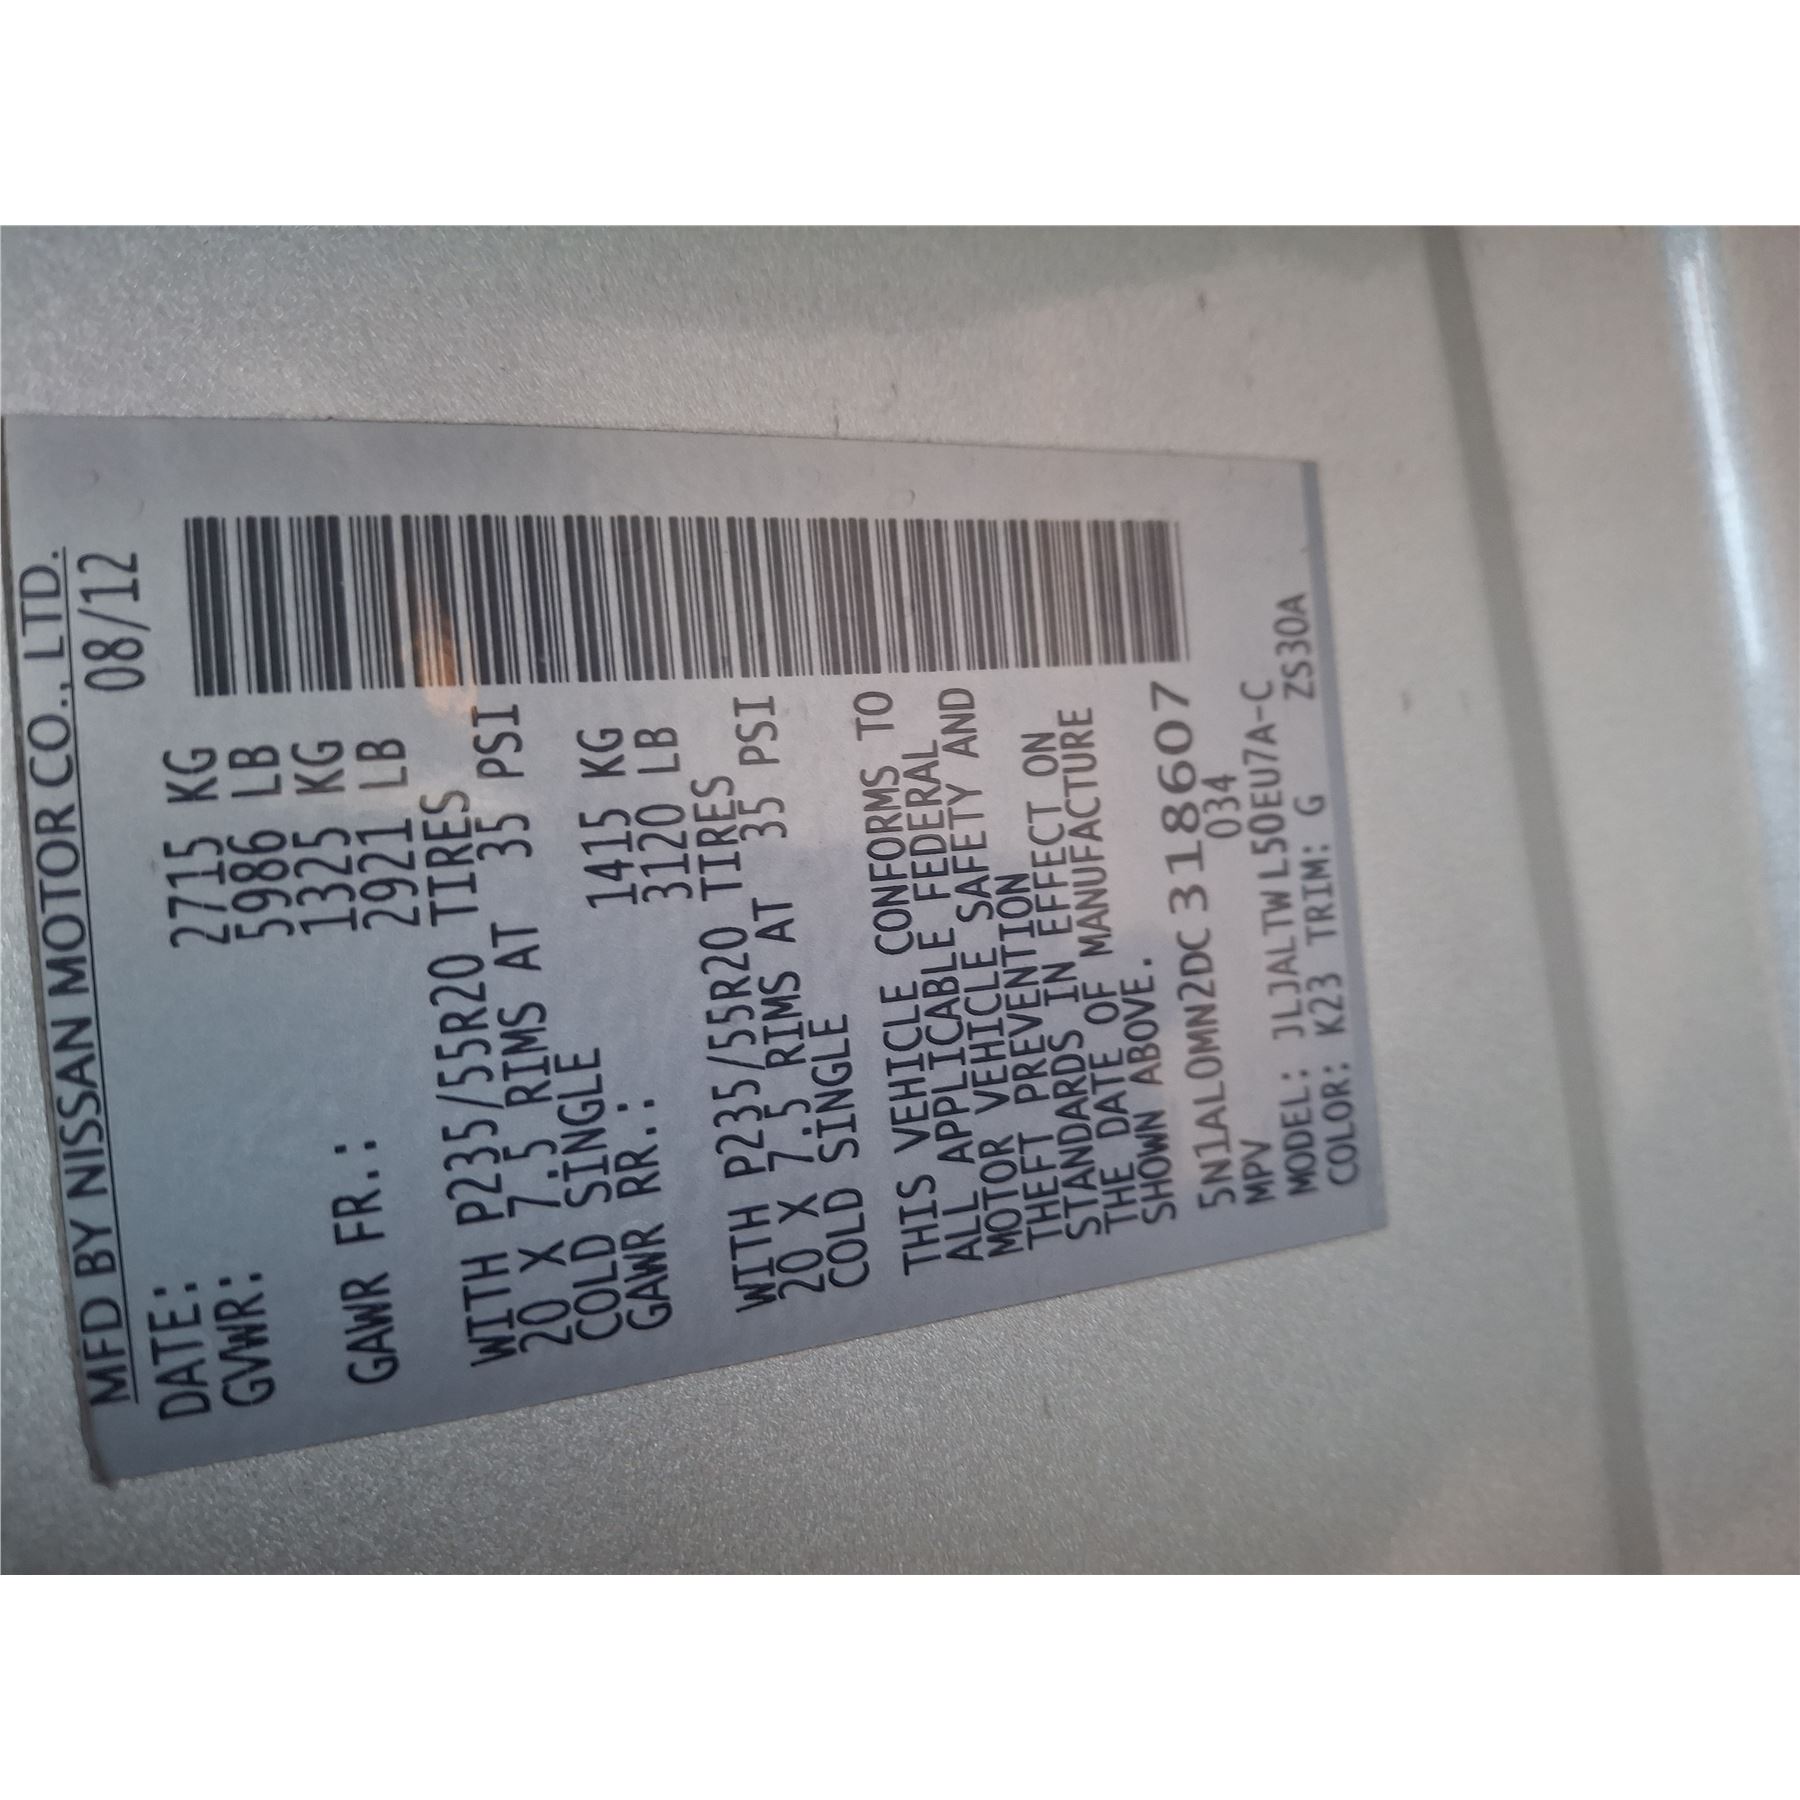 MFD BY NISSAN MOTOR CO., LTD.
DATE: 08/12
GVWR: 2715 KG
5986 LB
GAWR FR.: 1325 KG
2921 LB
WITH P235/55R20 TIRES
20 X 7.5 RIMS AT 35 PSI
COLD SINGLE
GAWR RR.: 1415 KG
3120 LB
WITH P235/55R20 TIRES
20 X 7.5 RIMS AT 35 PSI
COLD SINGLE
THIS VEHICLE CONFORMS TO
ALL APPLICABLE FEDERAL
MOTOR VEHICLE SAFETY AND
THEFT PREVENTION
STANDARDS IN EFFECT ON
THE DATE OF MANUFACTURE
SHOWN ABOVE.
5N1AL0MN2DC318607
MPV 034
MODEL: JLJALTWL50EU7A-C
COLOR: K23 TRIM: G ZS30A